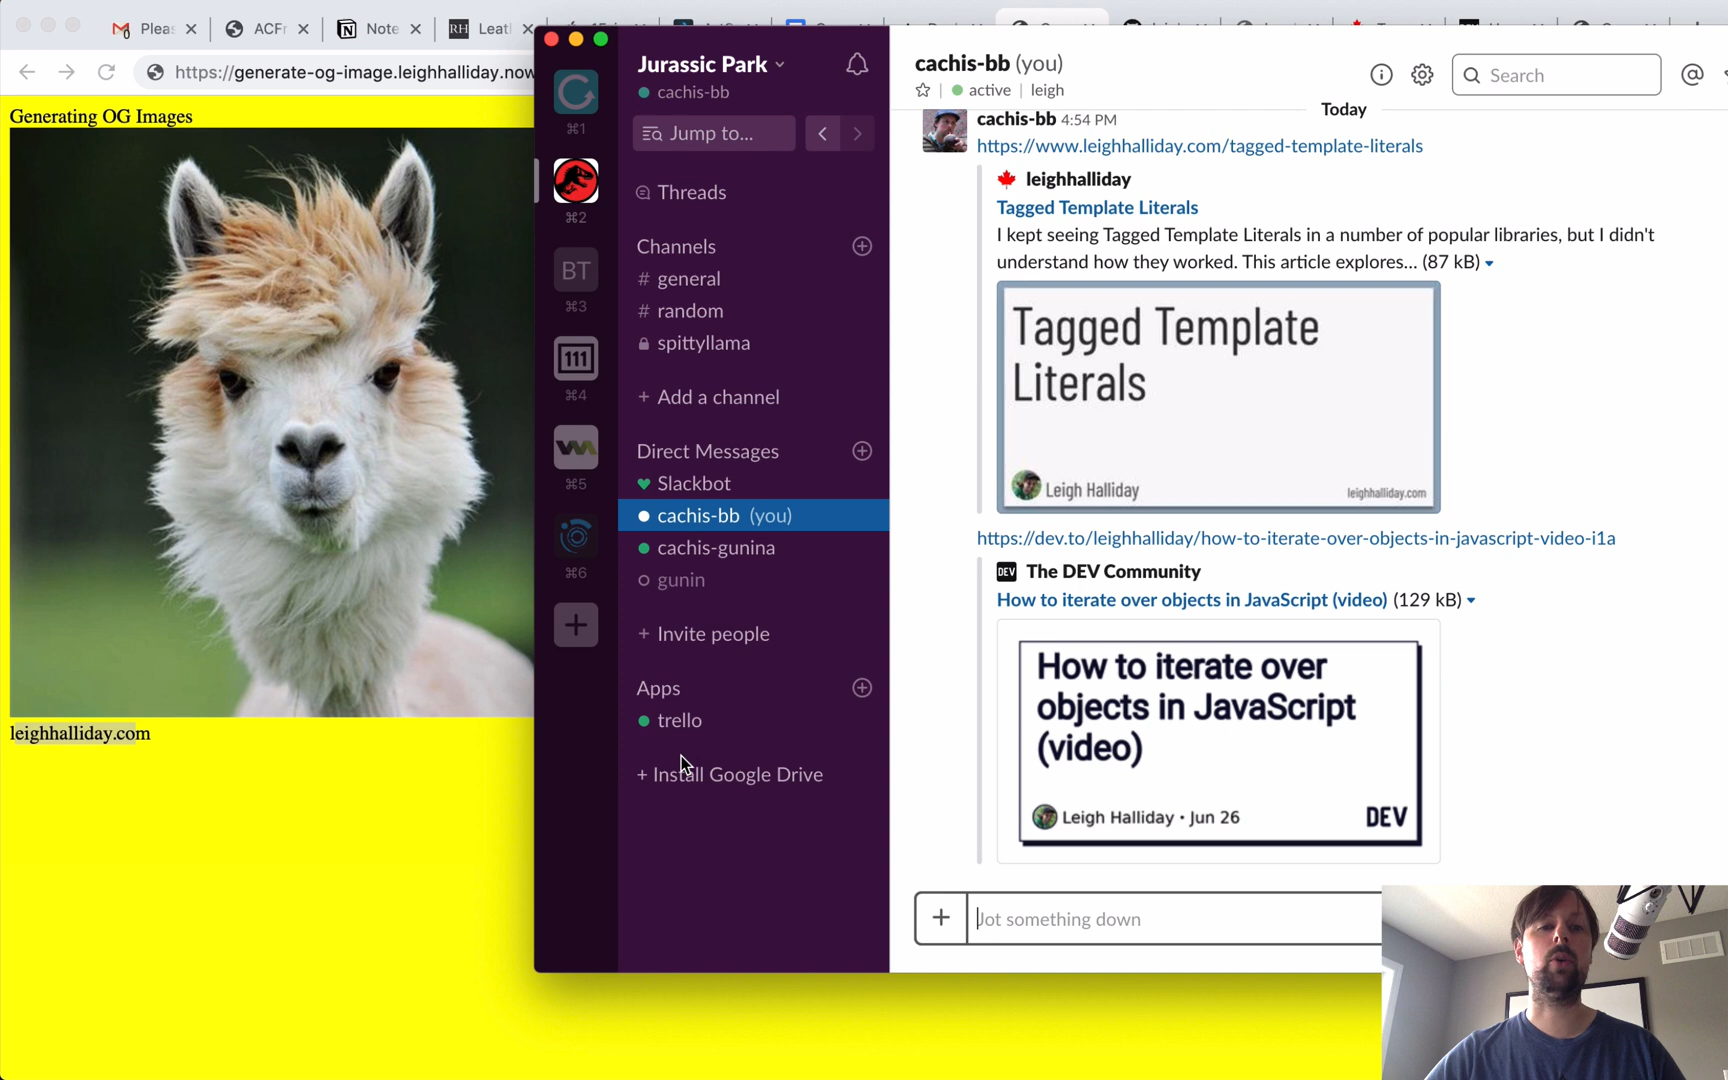 Pleas
ACFr
Note
RH Leat
https://generate-og-image.leighhalliday.now
Generating OG Images
leighhalliday.com
⌘1
⌘2
BT
⌘3
111
⌘4
⌘5
⌘6
Jurassic Park
cachis-bb
Jump to...
Threads
Channels
# general
# random
spittyllama
+ Add a channel
Direct Messages
Slackbot
cachis-bb (you)
cachis-gunina
gunin
+ Invite people
Apps
trello
+ Install Google Drive
cachis-bb (you)
active | leigh
Search
Today
cachis-bb 4:54 PM
https://www.leighhalliday.com/tagged-template-literals
leighhalliday
Tagged Template Literals
I kept seeing Tagged Template Literals in a number of popular libraries, but I didn't
understand how they worked. This article explores... (87 kB)
Tagged Template
Literals
Leigh Halliday
leighhalliday.com
https://dev.to/leighhalliday/how-to-iterate-over-objects-in-javascript-video-i1a
DEV The DEV Community
How to iterate over objects in JavaScript (video) (129 kB)
How to iterate over
objects in JavaScript
(video)
Leigh Halliday • Jun 26
DEV
Jot something down